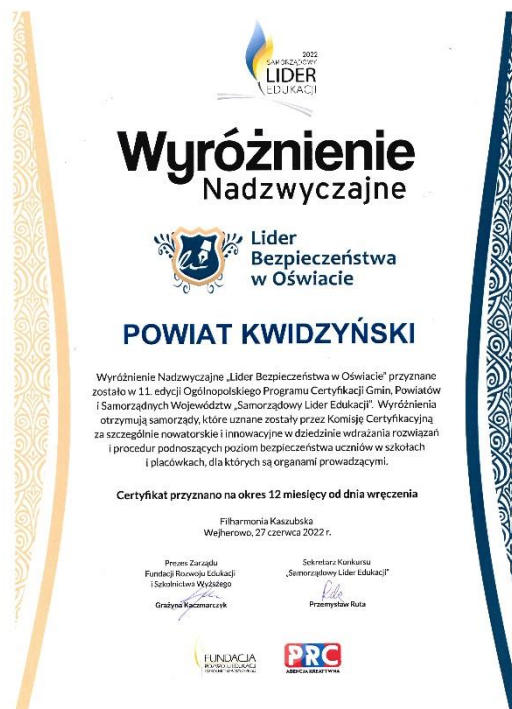 2022
SAMORZĄDOWY
LIDER
EDUKACJI
Wyróżnienie
Nadzwyczajne
Lider
Bezpieczeństwa
w Oświacie
POWIAT KWIDZYŃSKI
Wyróżnienie Nadzwyczajne „Lider Bezpieczeństwa w Oświacie” przyznane
zostało w 11. edycji Ogólnopolskiego Programu Certyfikacji Gmin, Powiatów
i Samorządnych Województw „Samorządowy Lider Edukacji”. Wyróżnienia
otrzymują samorządy, które uznane zostały przez Komisję Certyfikacyjną
za szczególnie nowatorskie i innowacyjne w dziedzinie wdrażania rozwiązań
i procedur podnoszących poziom bezpieczeństwa uczniów w szkołach
i placówkach, dla których są organami prowadzącymi.
Certyfikat przyznano na okres 12 miesięcy od dnia wręczenia
Filharmonia Kaszubska
Wejherowo, 27 czerwca 2022 r.
Prezes Zarządu
Fundacji Rozwoju Edukacji
i Szkolnictwa Wyższego
Grażyna Kaczmarczyk
Sekretarz Konkursu
„Samorządowy Lider Edukacji”
Przemysław Ruta
FUNDACJA
ROZWOJU EDUKACJI
PRC
AGENCJA KREATYWNA